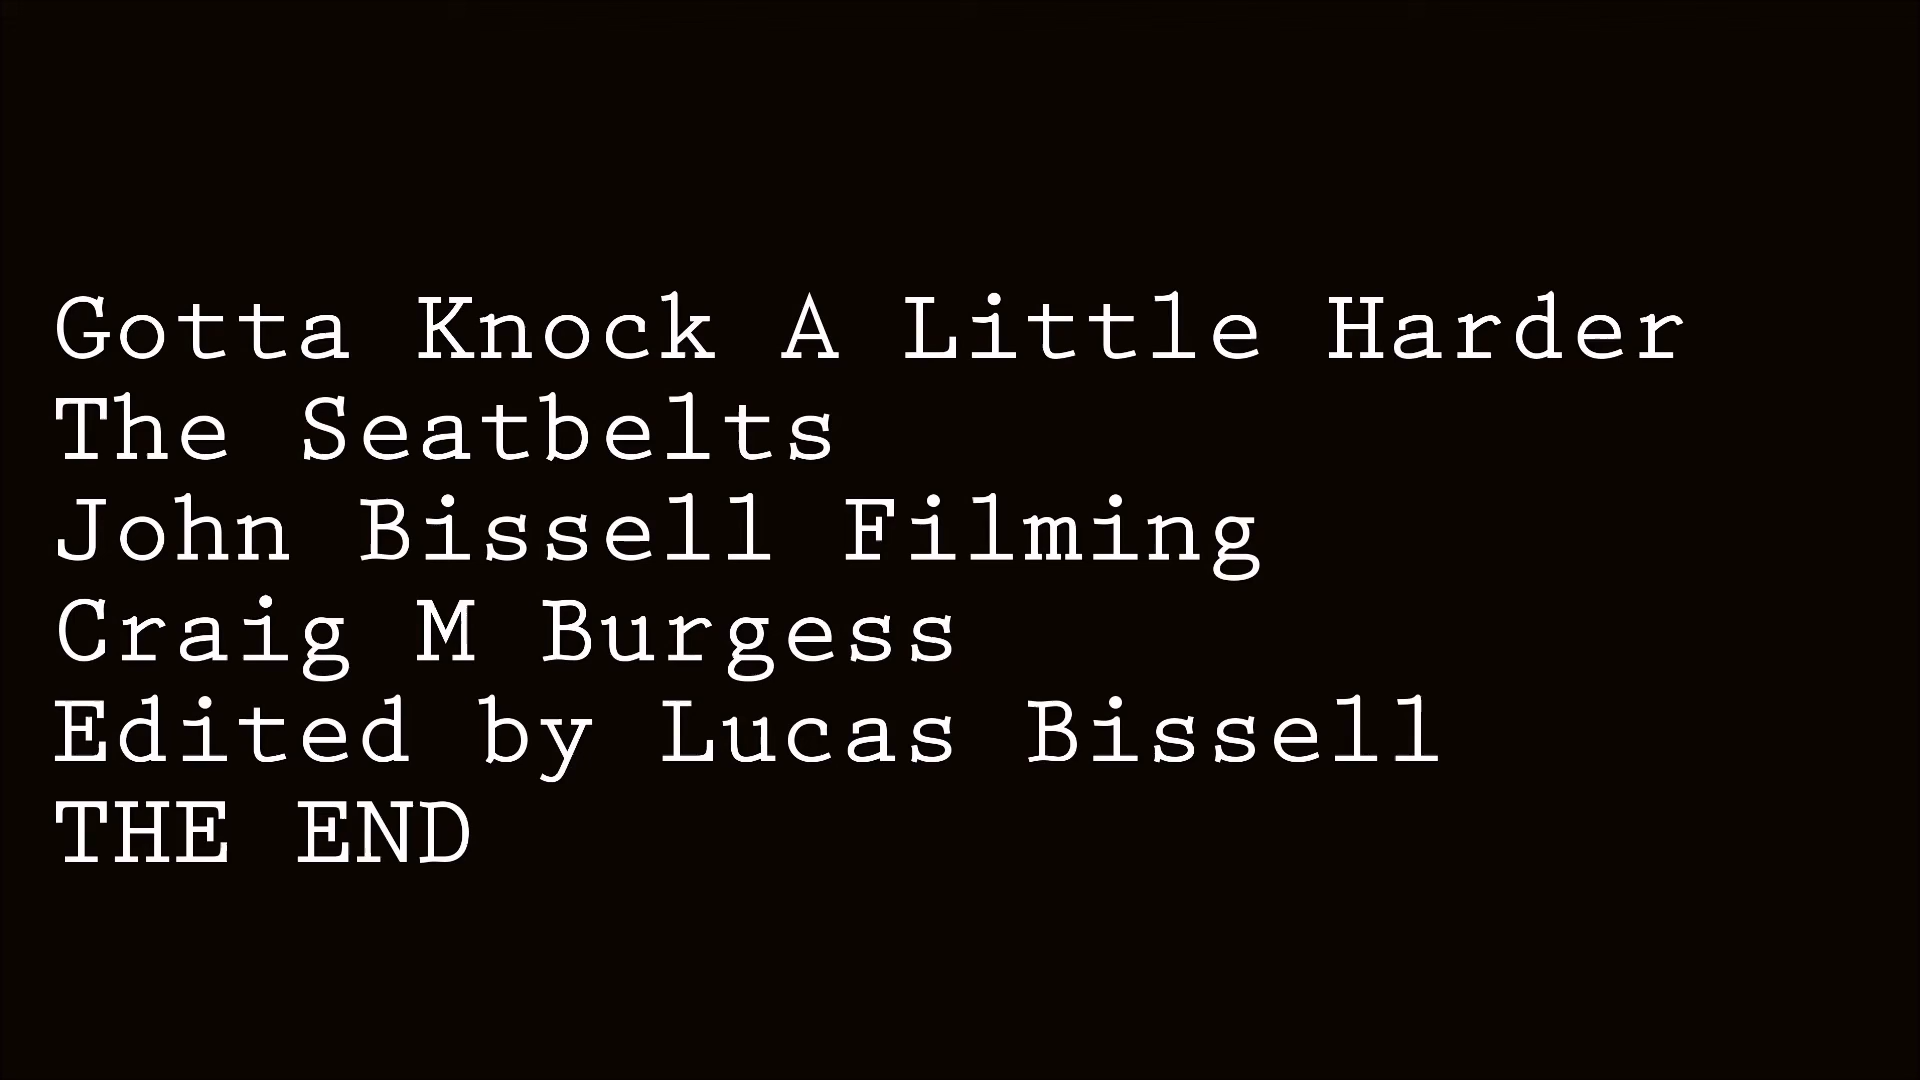 Gotta Knock A Little Harder
The Seatbelts
John Bissell Filming
Craig M Burgess
Edited by Lucas Bissell
THE END